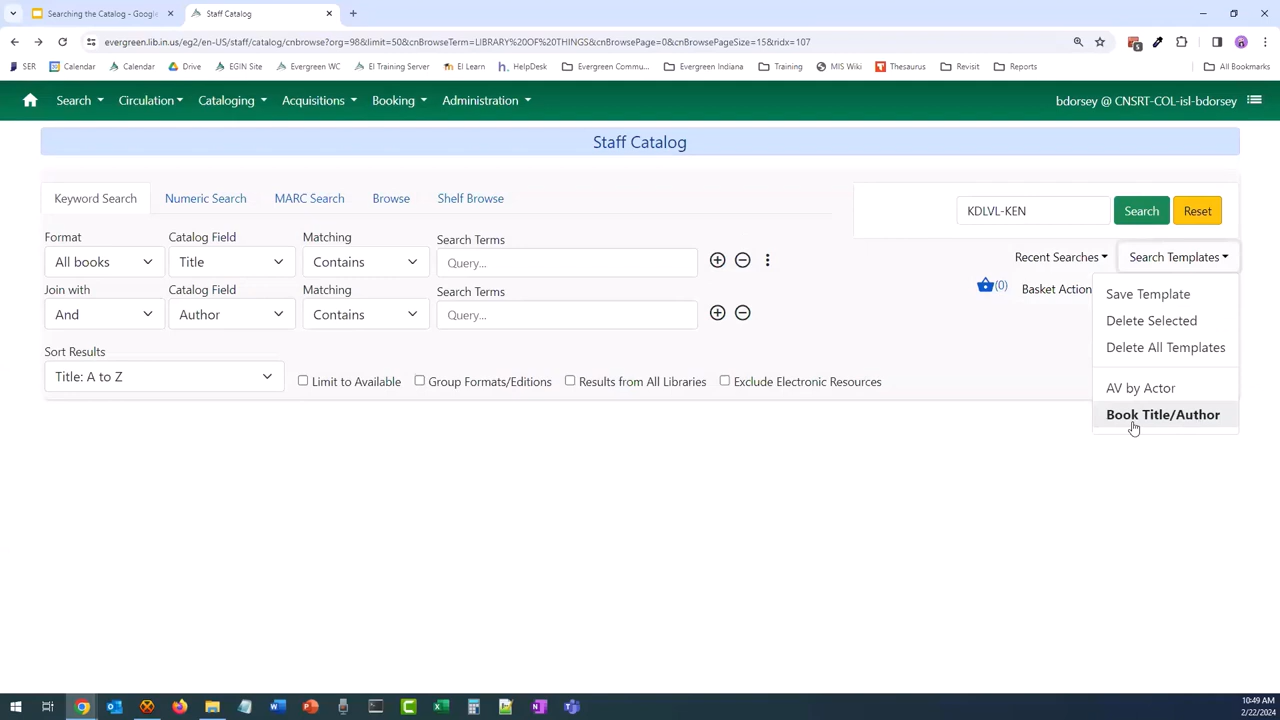 Searching the Catalog - Google
Staff Catalog
evergreen.lib.in.us/eg2/en-US/staff/catalog/cnbrowse?org=98&limit=50&cnBrowseTerm=LIBRARY%20OF%20THINGS&cnBrowsePage=0&cnBrowsePageSize=15&ridx=107
SER Calendar Calendar Drive EGIN Site Evergreen WC EI Training Server EI Learn HelpDesk Evergreen Commu... Evergreen Indiana Training MIS Wiki Thesaurus Revisit Reports All Bookmarks
Search Circulation Cataloging Acquisitions Booking Administration bdorsey @ CNSRT-COL-isl-bdorsey
Staff Catalog
Keyword Search Numeric Search MARC Search Browse Shelf Browse
KDLVL-KEN Search Reset
Format Catalog Field Matching Search Terms
All books Title Contains Query...
Recent Searches Search Templates
(0) Basket Action
Join with Catalog Field Matching Search Terms
And Author Contains Query...
Save Template
Delete Selected
Delete All Templates
AV by Actor
Book Title/Author
Sort Results
Title: A to Z Limit to Available Group Formats/Editions Results from All Libraries Exclude Electronic Resources
10:49 AM
2/22/2024